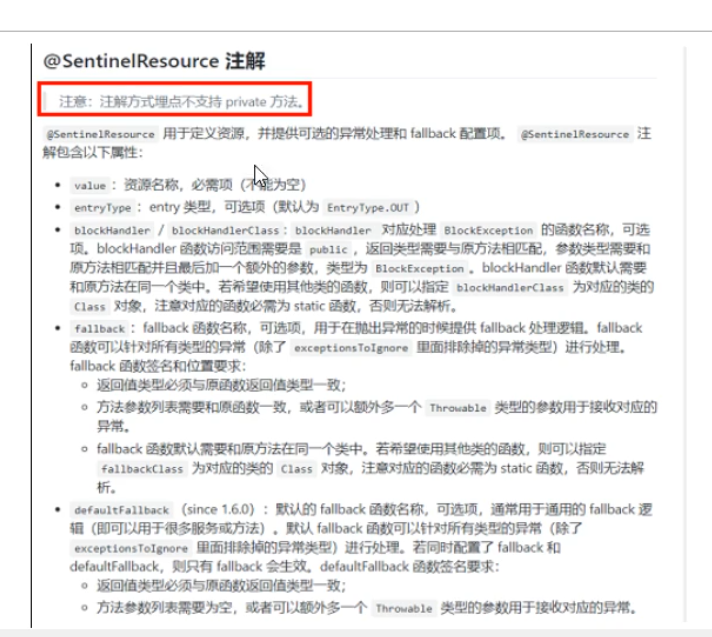 @SentinelResource 注解
注意：注解方式埋点不支持 private 方法。
@SentinelResource 用于定义资源，并提供可选的异常处理和 fallback 配置项。 @SentinelResource 注
解包含以下属性：
• value ：资源名称，必需项（不能为空）
• entryType ：entry 类型，可选项（默认为 EntryType.OUT ）
• blockHandler / blockHandlerClass : blockHandler 对应处理 BlockException 的函数名称，可选
项。blockHandler 函数访问范围需要是 public ，返回类型需要与原方法相匹配，参数类型需要和
原方法相匹配并且最后加一个额外的参数，类型为 BlockException 。blockHandler 函数默认需要
和原方法在同一个类中。若希望使用其他类的函数，则可以指定 blockHandlerClass 为对应的类的
Class 对象，注意对应的函数必需为 static 函数，否则无法解析。
• fallback ：fallback 函数名称，可选项，用于在抛出异常的时候提供 fallback 处理逻辑。fallback
函数可以针对所有类型的异常（除了 exceptionsToIgnore 里面排除掉的异常类型）进行处理。
fallback 函数签名和位置要求：
○ 返回值类型必须与原函数返回值类型一致；
○ 方法参数列表需要和原函数一致，或者可以额外多一个 Throwable 类型的参数用于接收对应的
异常。
○ fallback 函数默认需要和原方法在同一个类中。若希望使用其他类的函数，则可以指定
fallbackClass 为对应的类的 Class 对象，注意对应的函数必需为 static 函数，否则无法解
析。
• defaultFallback （since 1.6.0）：默认的 fallback 函数名称，可选项，通常用于通用的 fallback 逻
辑（即可以用于很多服务或方法）。默认 fallback 函数可以针对所有类型的异常（除了
exceptionsToIgnore 里面排除掉的异常类型）进行处理。若同时配置了 fallback 和
defaultFallback，则只有 fallback 会生效。defaultFallback 函数签名要求：
○ 返回值类型必须与原函数返回值类型一致；
○ 方法参数列表需要为空，或者可以额外多一个 Throwable 类型的参数用于接收对应的异常。